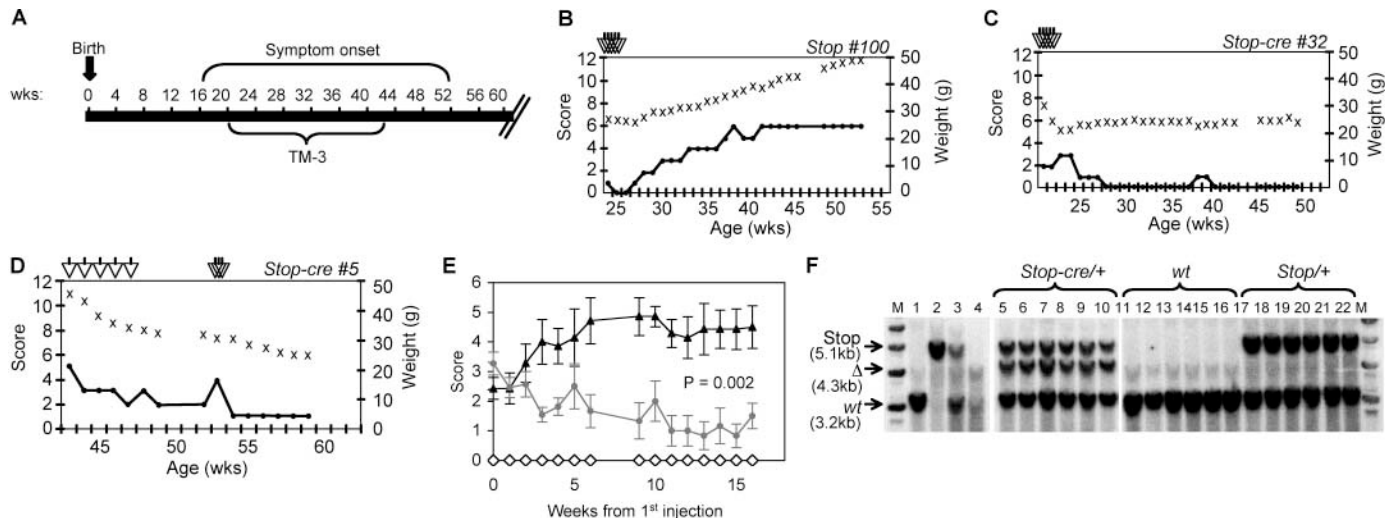 A
Birth
Symptom onset
wks:
0 4 8 12 16 20 24 28 32 36 40 44 48 52 56 60
TM-3
B
Stop #100
Score
12
10
8
6
4
2
0
50
40
30
20
10
0
Weight (g)
25 30 35 40 45 50 55
Age (wks)
C
Stop-cre #32
Score
12
10
8
6
4
2
0
50
40
30
20
10
0
Weight (g)
25 30 35 40 45 50
Age (wks)
D
Stop-cre #5
Score
12
10
8
6
4
2
0
50
40
30
20
10
0
Weight (g)
45 50 55 60
Age (wks)
E
Score
6
5
4
3
2
1
0
P = 0.002
0 5 10 15
Weeks from 1st injection
F
Stop-cre/+ wt Stop/+
M 1 2 3 4 5 6 7 8 9 10 11 12 13 14 15 16 17 18 19 20 21 22 M
Stop
(5.1kb)
Δ
(4.3kb)
wt
(3.2kb)